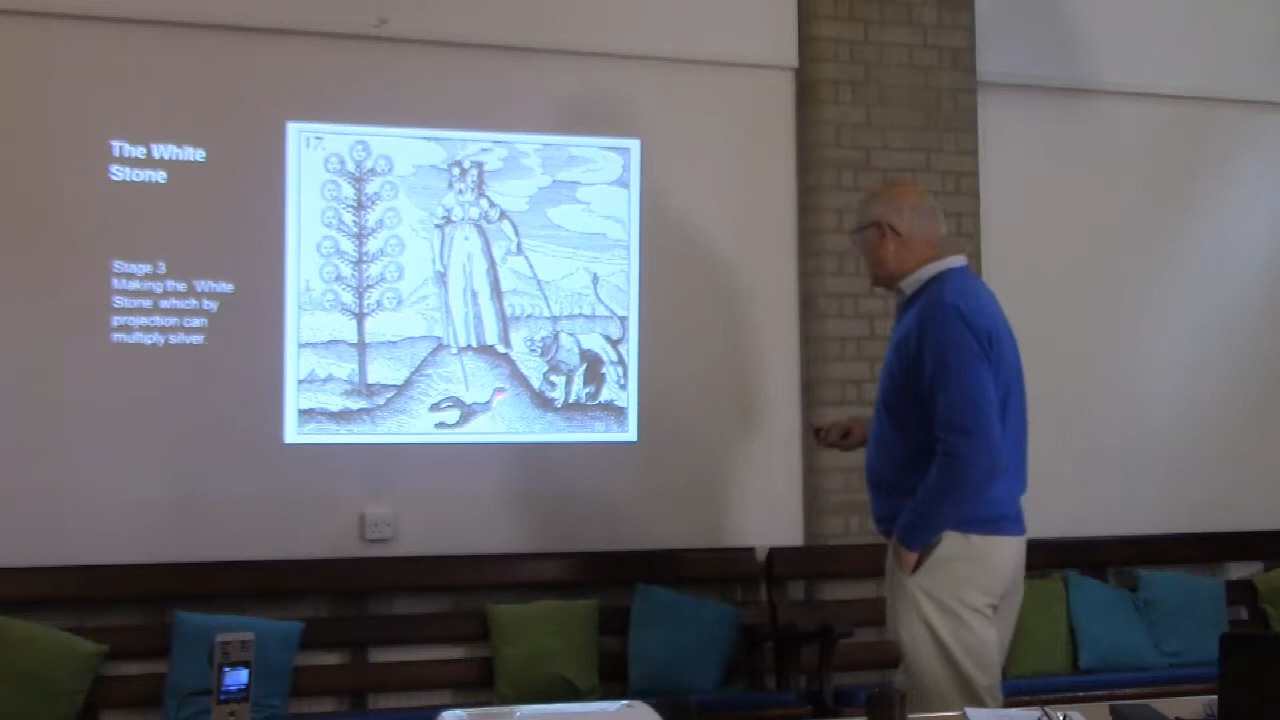 The White
Stone
Stage 3
Making the 'White
Stone' which by
projection can
multiply silver.
17.